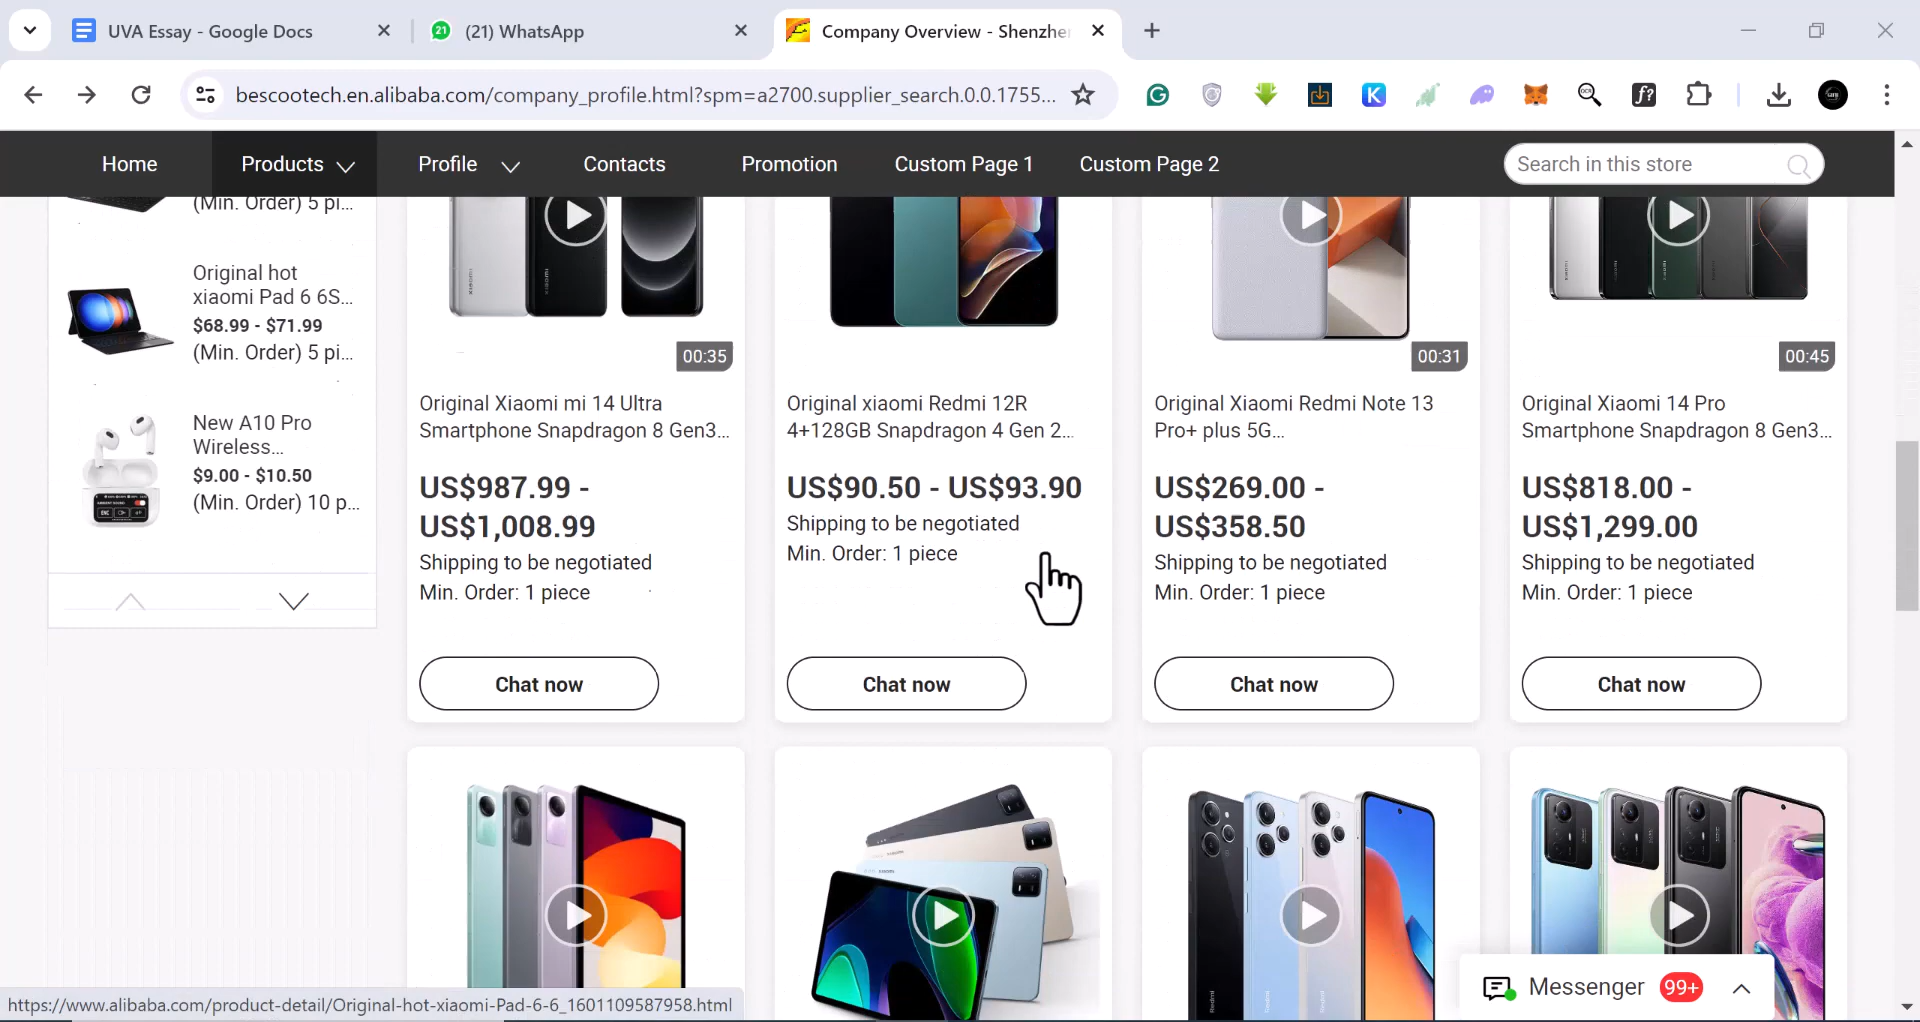 UVA Essay - Google Docs
21
(21) WhatsApp
Company Overview - Shenzhe
bescootech.en.alibaba.com/company_profile.html?spm=a2700.supplier_search.0.0.1755...
Home
Products
Profile
Contacts
Promotion
Custom Page 1
Custom Page 2
Search in this store
(Min. Order) 5 pi...
Original hot
xiaomi Pad 6 6S...
$68.99 - $71.99
(Min. Order) 5 pi...
New A10 Pro
Wireless...
$9.00 - $10.50
(Min. Order) 10 p...
00:35
Original Xiaomi mi 14 Ultra
Smartphone Snapdragon 8 Gen3...
US$987.99 -
US$1,008.99
Shipping to be negotiated
Min. Order: 1 piece
Chat now
Original xiaomi Redmi 12R
4+128GB Snapdragon 4 Gen 2...
US$90.50 - US$93.90
Shipping to be negotiated
Min. Order: 1 piece
Chat now
00:31
Original Xiaomi Redmi Note 13
Pro+ plus 5G...
US$269.00 -
US$358.50
Shipping to be negotiated
Min. Order: 1 piece
Chat now
00:45
Original Xiaomi 14 Pro
Smartphone Snapdragon 8 Gen3...
US$818.00 -
US$1,299.00
Shipping to be negotiated
Min. Order: 1 piece
Chat now
Messenger
99+
https://www.alibaba.com/product-detail/Original-hot-xiaomi-Pad-6-6_1601109587958.html